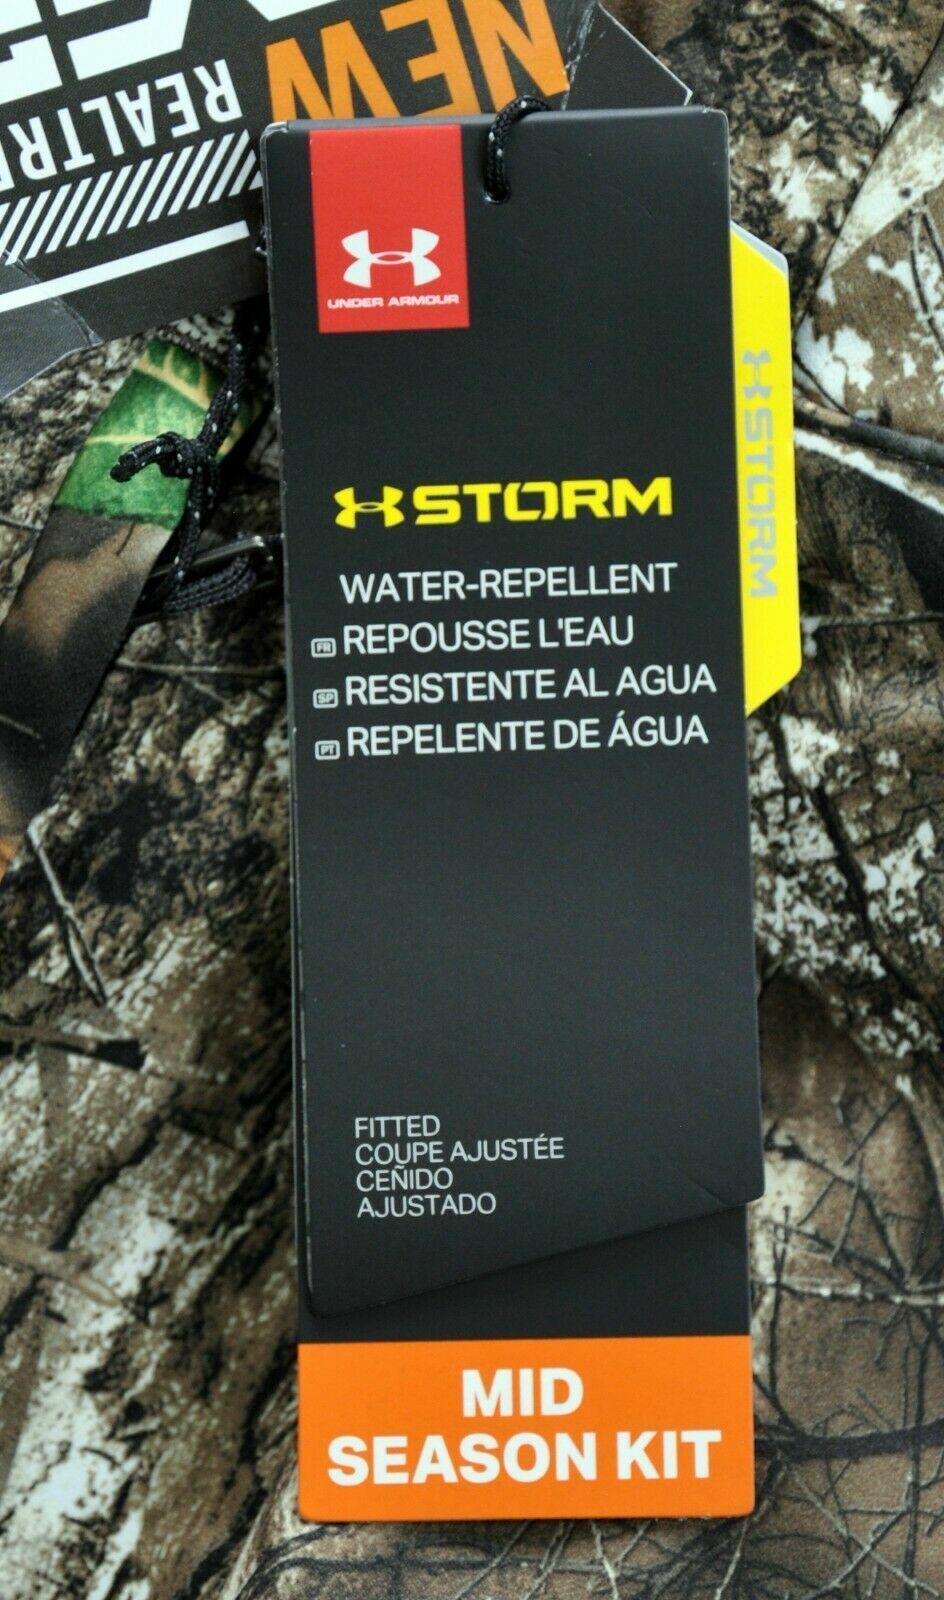 NEW
UNDER ARMOUR
STORM
STORM
WATER-REPELLENT
FR REPOUSSE L'EAU
SP RESISTENTE AL AGUA
PT REPELENTE DE ÁGUA
FITTED
COUPE AJUSTÉE
CEÑIDO
AJUSTADO
MID
SEASON KIT